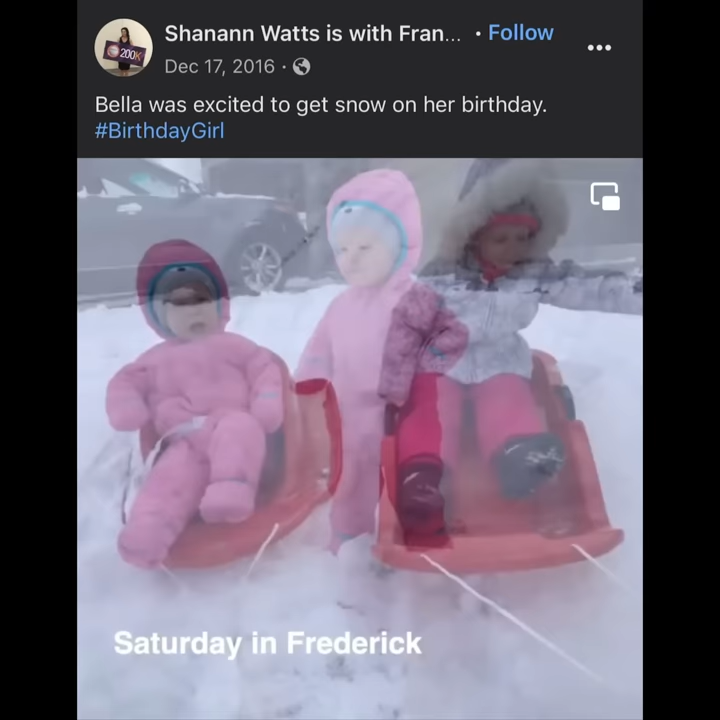 Shanann Watts is with Fran... · Follow
Dec 17, 2016 ·
Bella was excited to get snow on her birthday.
#BirthdayGirl
200K
Saturday in Frederick